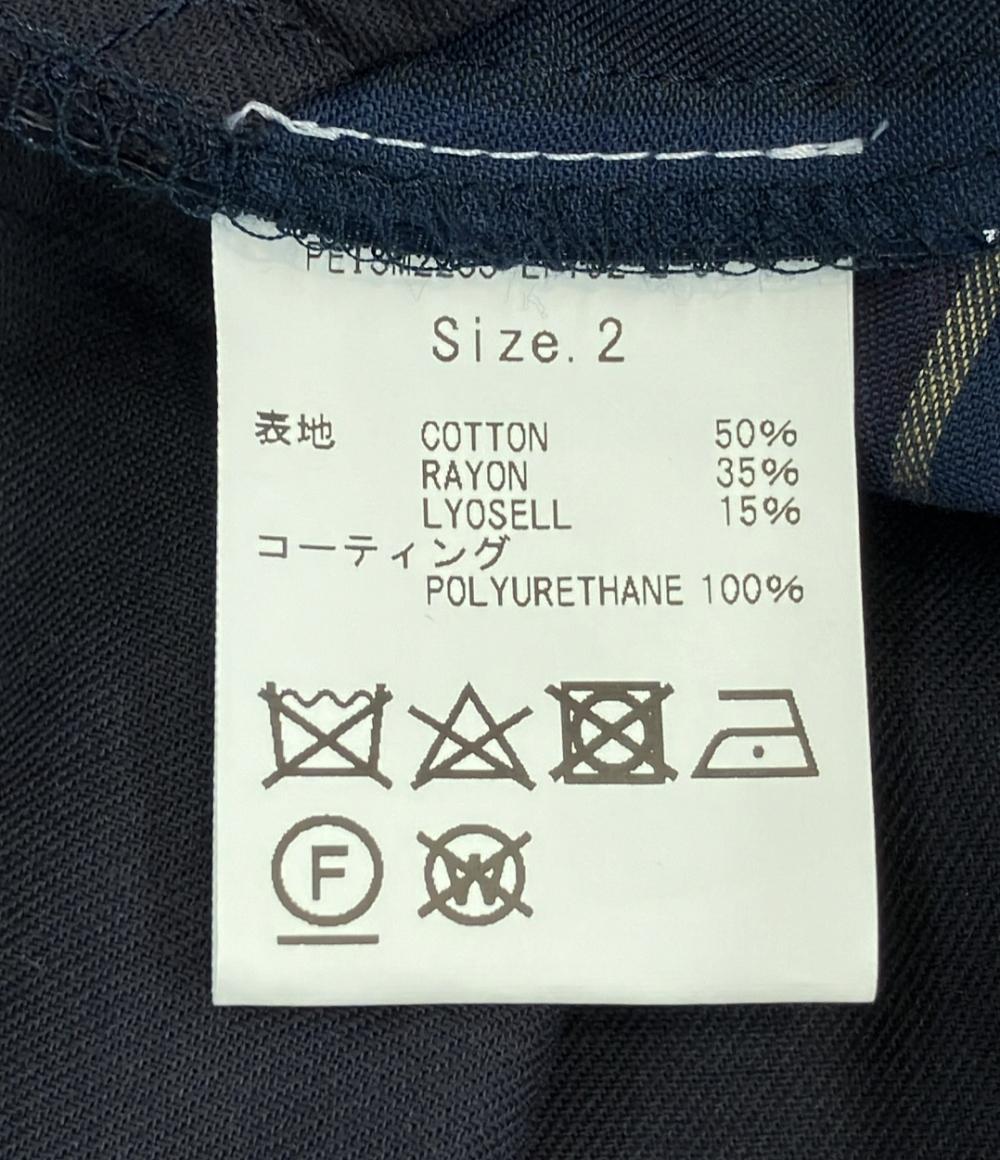 Size. 2
表地 COTTON 50%
RAYON 35%
LYOSELL 15%
コーティング
POLYURETHANE 100%
F W